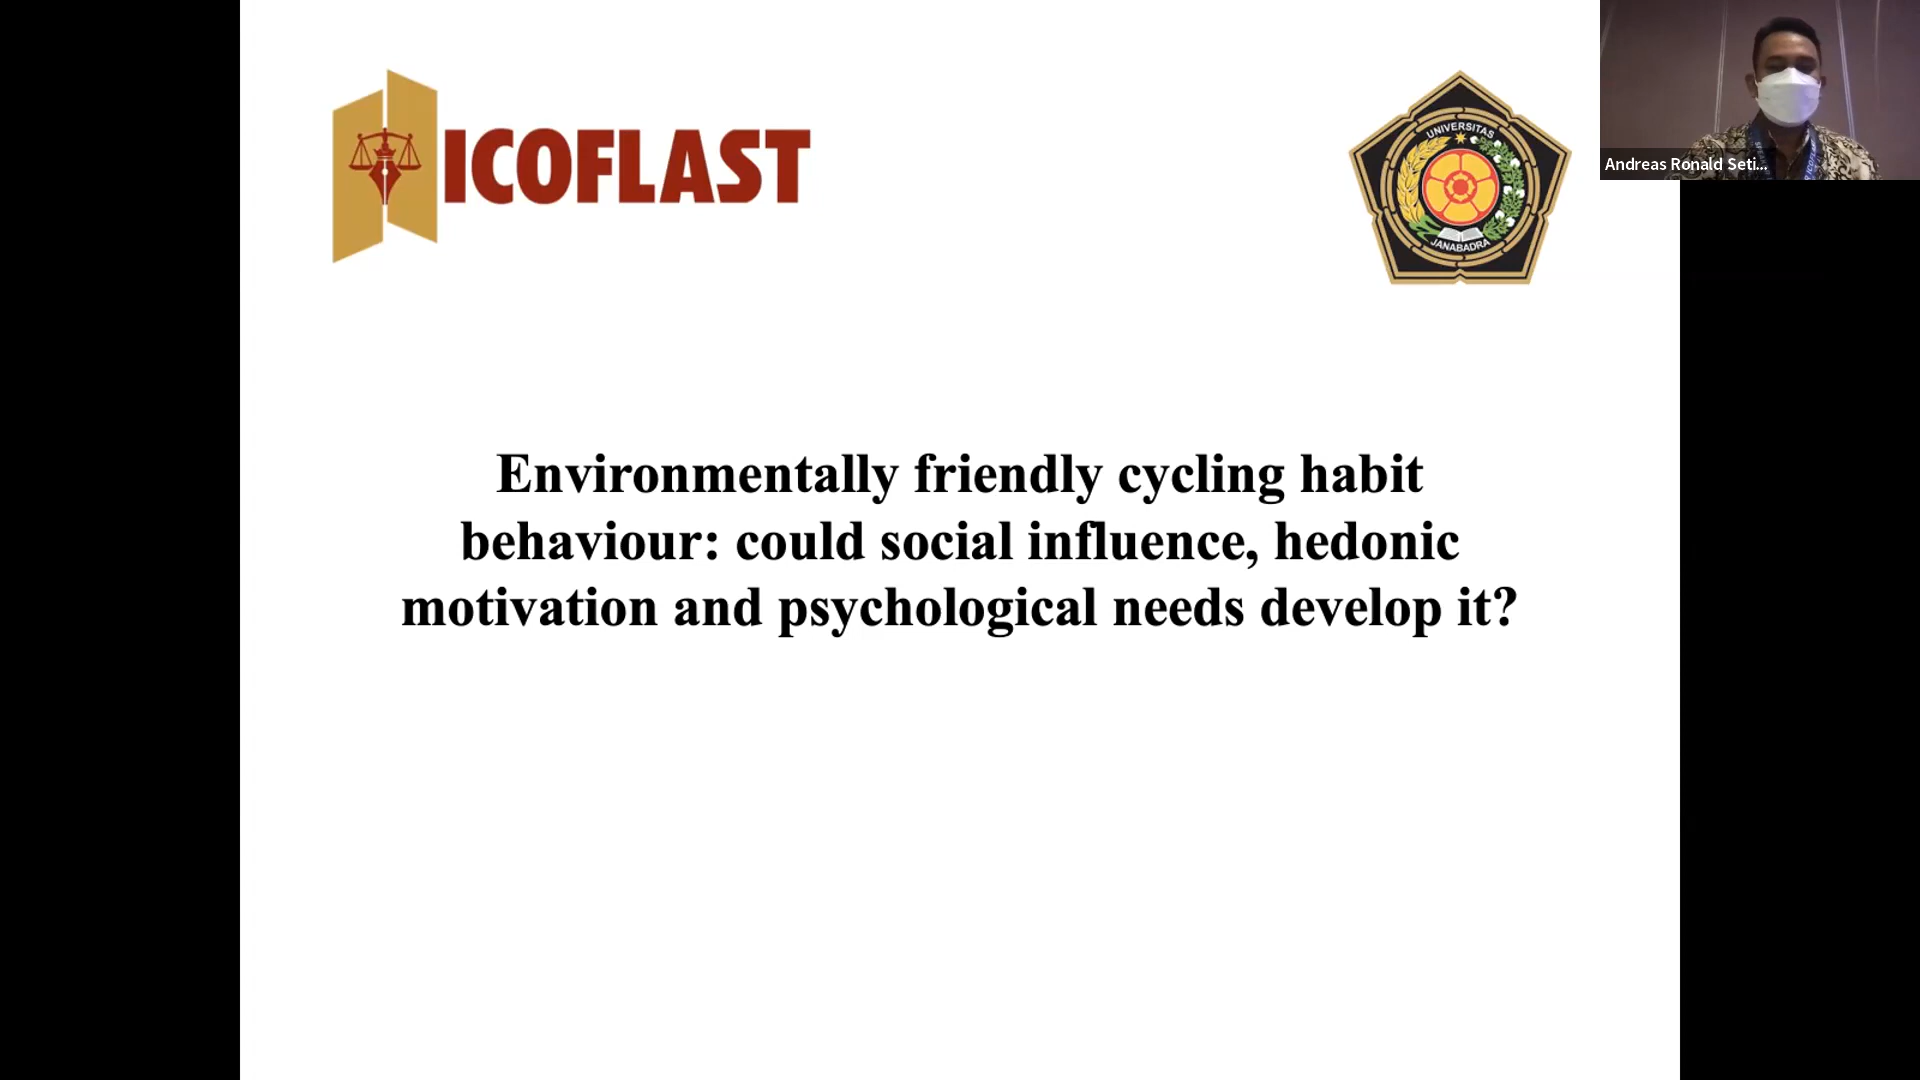 ICOFLAST
UNIVERSITAS
JANABADRA
Andreas Ronald Seti...
Environmentally friendly cycling habit
behaviour: could social influence, hedonic
motivation and psychological needs develop it?